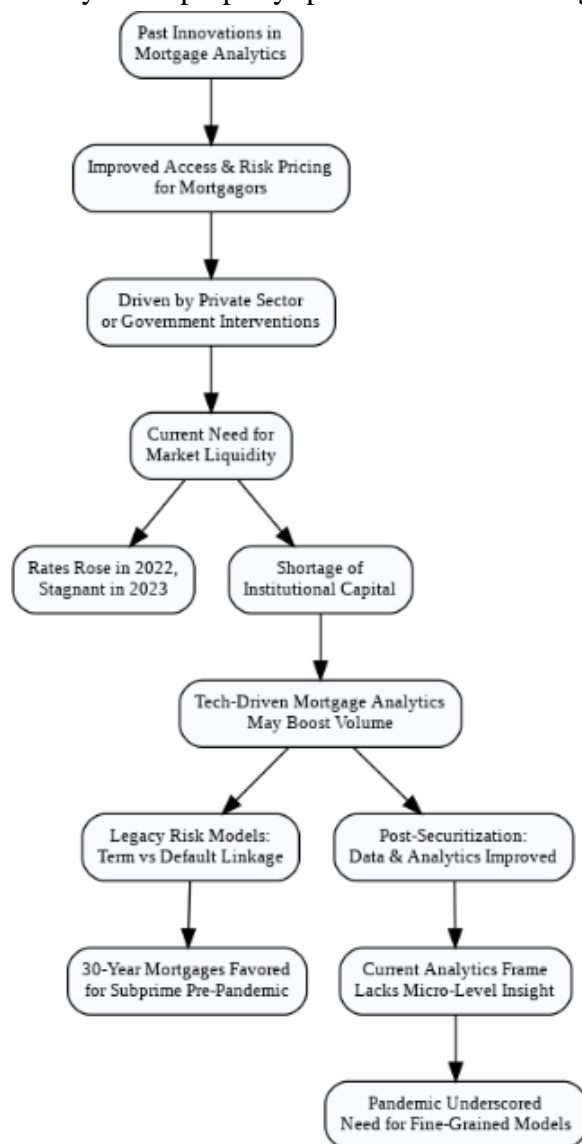 Past Innovations in
Mortgage Analytics
Improved Access & Risk Pricing
for Mortgagors
Driven by Private Sector
or Government Interventions
Current Need for
Market Liquidity
Rates Rose in 2022,
Stagnant in 2023
Shortage of
Institutional Capital
Tech-Driven Mortgage Analytics
May Boost Volume
Legacy Risk Models:
Term vs Default Linkage
Post-Securitization:
Data & Analytics Improved
30-Year Mortgages Favored
for Subprime Pre-Pandemic
Current Analytics Frame
Lacks Micro-Level Insight
Pandemic Underscored
Need for Fine-Grained Models